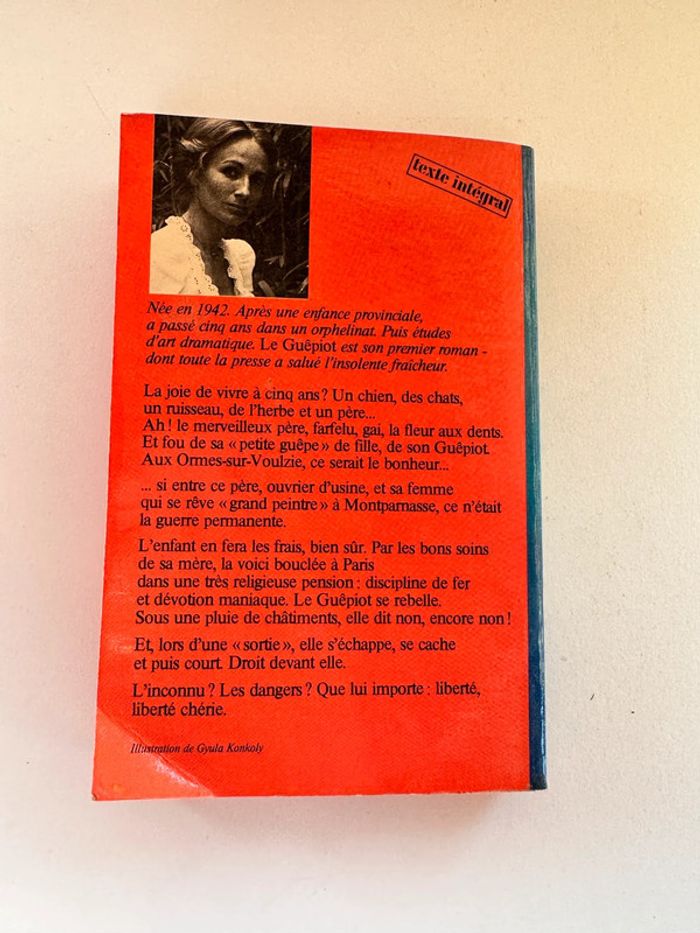 texte intégral
Née en 1942. Après une enfance provinciale,
a passé cinq ans dans un orphelinat. Puis études
d'art dramatique. Le Guêpiot est son premier roman -
dont toute la presse a salué l'insolente fraîcheur.
La joie de vivre à cinq ans ? Un chien, des chats,
un ruisseau, de l'herbe et un père...
Ah ! le merveilleux père, farfelu, gai, la fleur aux dents.
Et fou de sa « petite guêpe » de fille, de son Guêpiot.
Aux Ormes-sur-Voulzie, ce serait le bonheur...
... si entre ce père, ouvrier d'usine, et sa femme
qui se rêve « grand peintre » à Montparnasse, ce n'était
la guerre permanente.
L'enfant en fera les frais, bien sûr. Par les bons soins
de sa mère, la voici bouclée à Paris
dans une très religieuse pension : discipline de fer
et dévotion maniaque. Le Guêpiot se rebelle.
Sous une pluie de châtiments, elle dit non, encore non !
Et, lors d'une « sortie », elle s'échappe, se cache
et puis court. Droit devant elle.
L'inconnu ? Les dangers ? Que lui importe : liberté,
liberté chérie.
Illustration de Gyula Konkoly